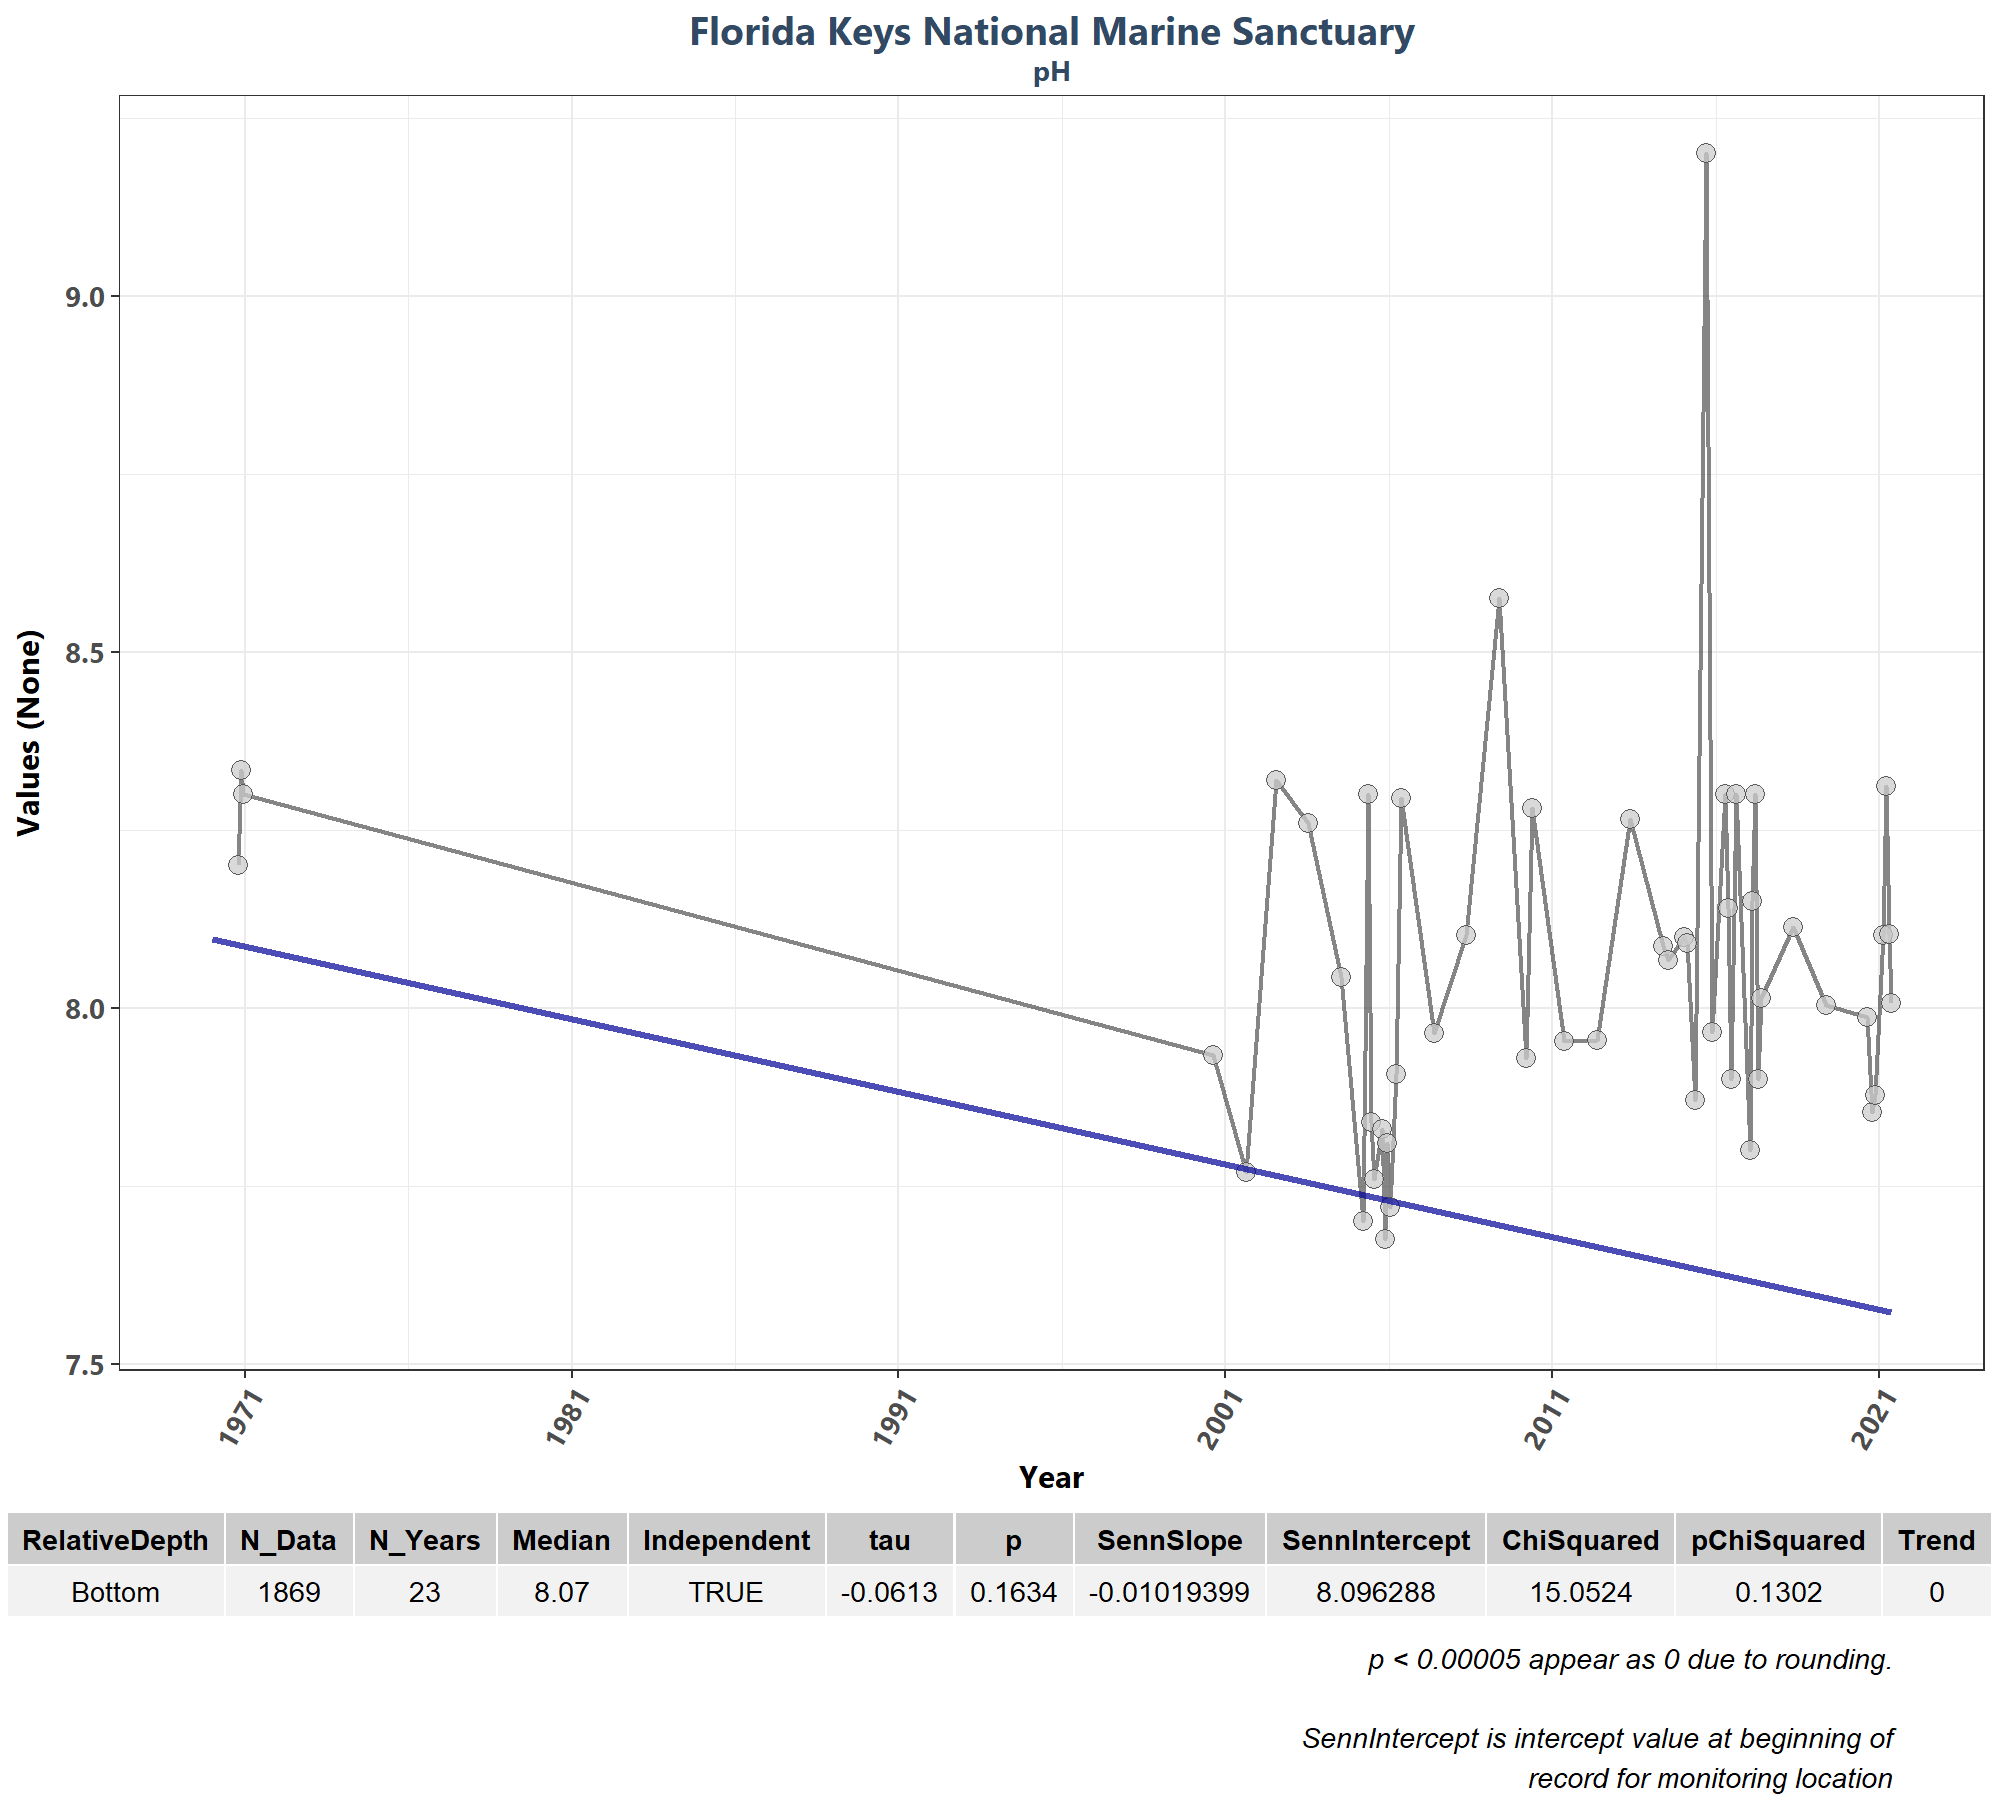 Florida Keys National Marine Sanctuary
pH
Values (None)
9.0
8.5
8.0
7.5
1971 1981 1991 2001 2011 2021
Year
RelativeDepth N_Data N_Years Median Independent tau p SennSlope SennIntercept ChiSquared pChiSquared Trend
Bottom 1869 23 8.07 TRUE -0.0613 0.1634 -0.01019399 8.096288 15.0524 0.1302 0
p < 0.00005 appear as 0 due to rounding.
SennIntercept is intercept value at beginning of
record for monitoring location